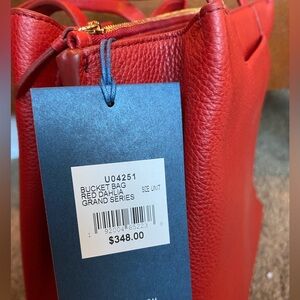 U04251
BUCKET BAG
RED DAHLIA SIZE UNIT
GRAND SERIES
$348.00